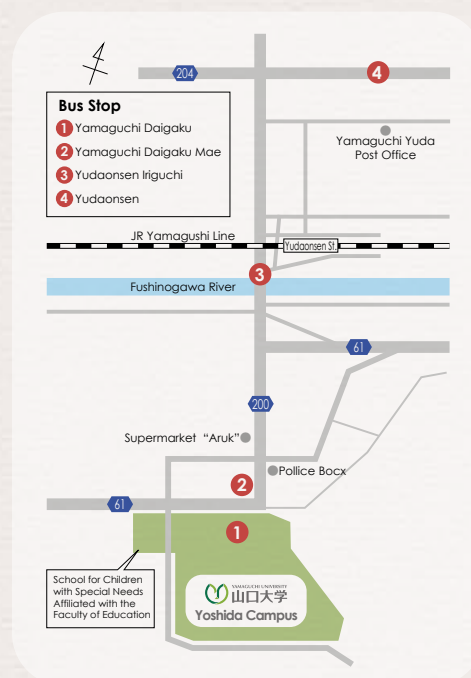 204
4
Bus Stop
1 Yamaguchi Daigaku
2 Yamaguchi Daigaku Mae
3 Yudaonsen Iriguchi
4 Yudaonsen
Yamaguchi Yuda
Post Office
JR Yamagushi Line
Yudaonsen St.
3
Fushinogawa River
61
200
Supermarket “Aruk”
Pollice Bocx
2
61
1
School for Children
with Special Needs
Affiliated with the
Faculty of Education
YAMAGUCHI UNIVERSITY
山口大学
Yoshida Campus